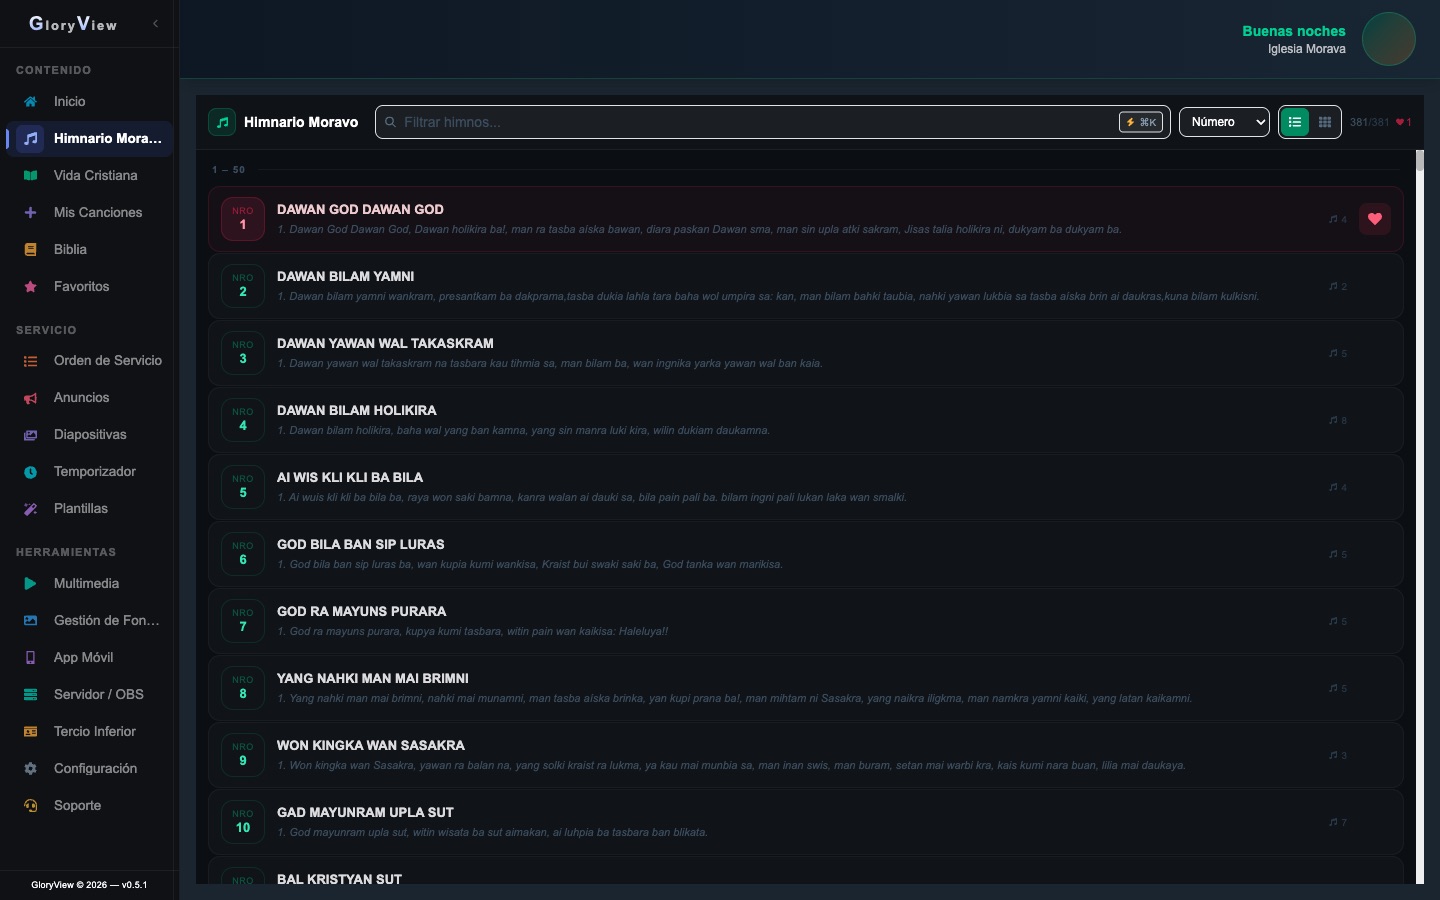 GloryView
CONTENIDO
Inicio
Himnario Mora...
Vida Cristiana
Mis Canciones
Biblia
Favoritos
SERVICIO
Orden de Servicio
Anuncios
Diapositivas
Temporizador
Plantillas
HERRAMIENTAS
Multimedia
Gestión de Fon...
App Móvil
Servidor / OBS
Tercio Inferior
Configuración
Soporte
GloryView © 2026 — v0.5.1
Buenas noches
Iglesia Morava
Himnario Moravo
Filtrar himnos...
⌘K
Número
381/381
1
1 — 50
NRO
1
DAWAN GOD DAWAN GOD
1. Dawan God Dawan God, Dawan holikira ba!, man ra tasba aíska bawan, diara paskan Dawan sma, man sin upla atki sakram, Jisas talia holikira ni, dukyam ba dukyam ba.
4
NRO
2
DAWAN BILAM YAMNI
1. Dawan bilam yamni wankram, presantkam ba dakprama,tasba dukia lahla tara baha wol umpira sa: kan, man bilam bahki taubia, nahki yawan lukbia sa tasba aiska brin ai daukras,kuna bilam kulkisni.
2
NRO
3
DAWAN YAWAN WAL TAKASKRAM
1. Dawan yawan wal takaskram na tasbara kau tihmia sa, man bilam ba, wan ingnika yarka yawan wal ban kaia.
5
NRO
4
DAWAN BILAM HOLIKIRA
1. Dawan bilam holikira, baha wal yang ban kamna, yang sin manra luki kira, wilin dukiam daukamna.
8
NRO
5
AI WIS KLI KLI BA BILA
1. Ai wuis kli kli ba bila ba, raya won saki bamna, kanra walan ai dauki sa, bila pain pali ba. bilam ingni pali lukan laka wan smalki.
4
NRO
6
GOD BILA BAN SIP LURAS
1. God bila ban sip luras ba, wan kupia kumi wankisa, Kraist bui swaki saki ba, God tanka wan marikisa.
5
NRO
7
GOD RA MAYUNS PURARA
1. God ra mayuns purara, kupya kumi tasbara, witin pain wan kaikisa: Haleluya!!
5
NRO
8
YANG NAHKI MAN MAI BRIMNI
1. Yang nahki man mai brimni, nahki mai munamni, man tasba aiska brinka, yan kupi prana ba!, man mihtam ni Sasakra, yang naikra iligkma, man namkra yamni kaiki, yang latan kaikamni.
5
NRO
9
WON KINGKA WAN SASAKRA
1. Won kingka wan Sasakra, yawan ra balan na, yang solki kraist ra lukma, ya kau mai munbia sa, man inan swis, man buram, setan mai warbi kra, kais kumi nara buan, lilia mai daukaya.
3
NRO
10
GAD MAYUNRAM UPLA SUT
1. God mayunram upla sut, witin wisata ba sut aimakan, ai luhpia ba tasbara ban blikata.
7
NRO
BAL KRISTYAN SUT